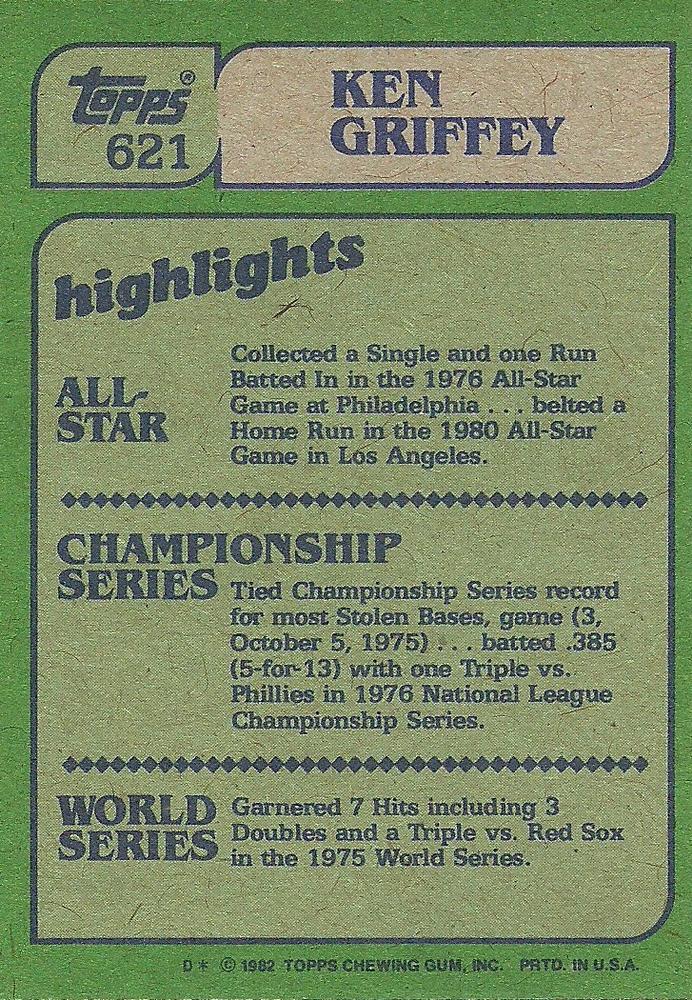 Topps®
621
KEN
GRIFFEY
highlights
ALL-
STAR
Collected a Single and one Run
Batted In in the 1976 All-Star
Game at Philadelphia . . . belted a
Home Run in the 1980 All-Star
Game in Los Angeles.
CHAMPIONSHIP
SERIES
Tied Championship Series record
for most Stolen Bases, game (3,
October 5, 1975) . . . batted .385
(5-for-13) with one Triple vs.
Phillies in 1976 National League
Championship Series.
WORLD
SERIES
Garnered 7 Hits including 3
Doubles and a Triple vs. Red Sox
in the 1975 World Series.
D* © 1982 TOPPS CHEWING GUM, INC. PRTD. IN U.S.A.